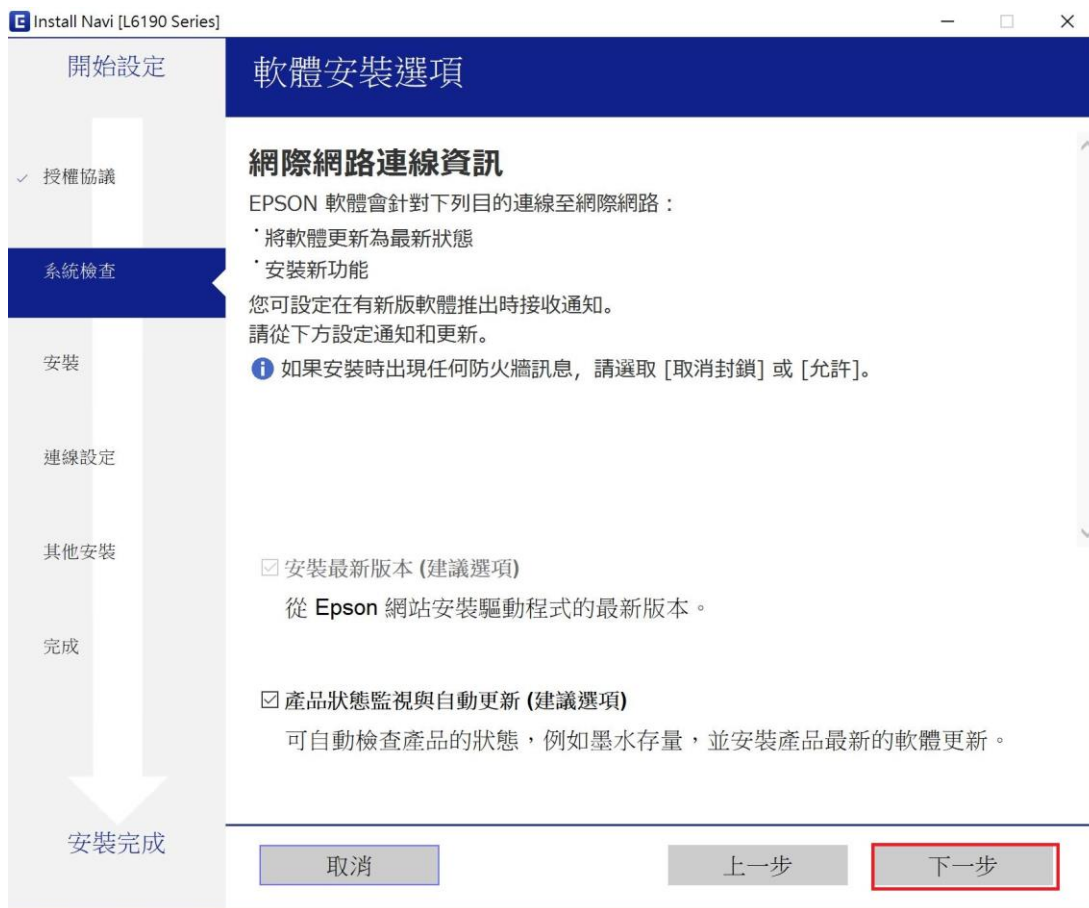 E Install Navi [L6190 Series]
開始設定
授權協議
系統檢查
安裝
連線設定
其他安裝
完成
安裝完成
軟體安裝選項
網際網路連線資訊
EPSON 軟體會針對下列目的連線至網際網路：
˙將軟體更新為最新狀態
˙安裝新功能
您可設定在有新版軟體推出時接收通知。
請從下方設定通知和更新。
如果安裝時出現任何防火牆訊息, 請選取 [取消封鎖] 或 [允許]。
安裝最新版本 (建議選項)
從 Epson 網站安裝驅動程式的最新版本。
產品狀態監視與自動更新 (建議選項)
可自動檢查產品的狀態，例如墨水存量，並安裝產品最新的軟體更新。
取消
上一步
下一步